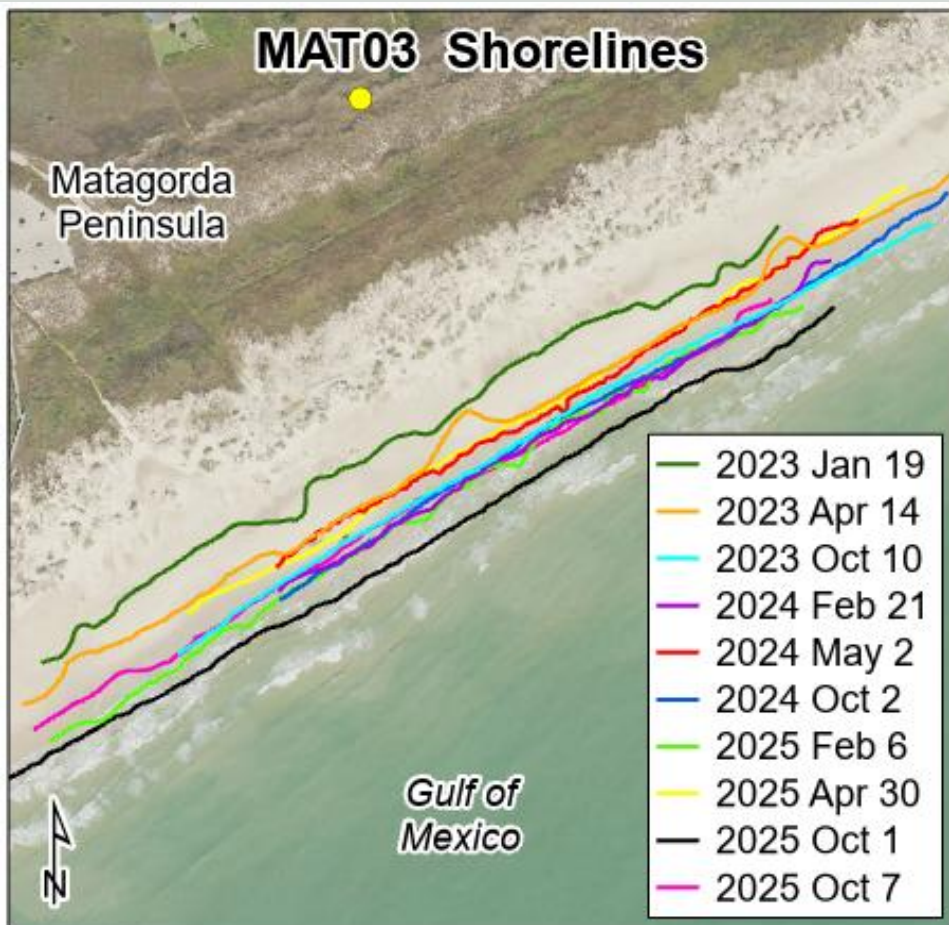 MAT03 Shorelines
Matagorda
Peninsula
2023 Jan 19
2023 Apr 14
2023 Oct 10
2024 Feb 21
2024 May 2
2024 Oct 2
2025 Feb 6
2025 Apr 30
2025 Oct 1
2025 Oct 7
Gulf of
Mexico
N